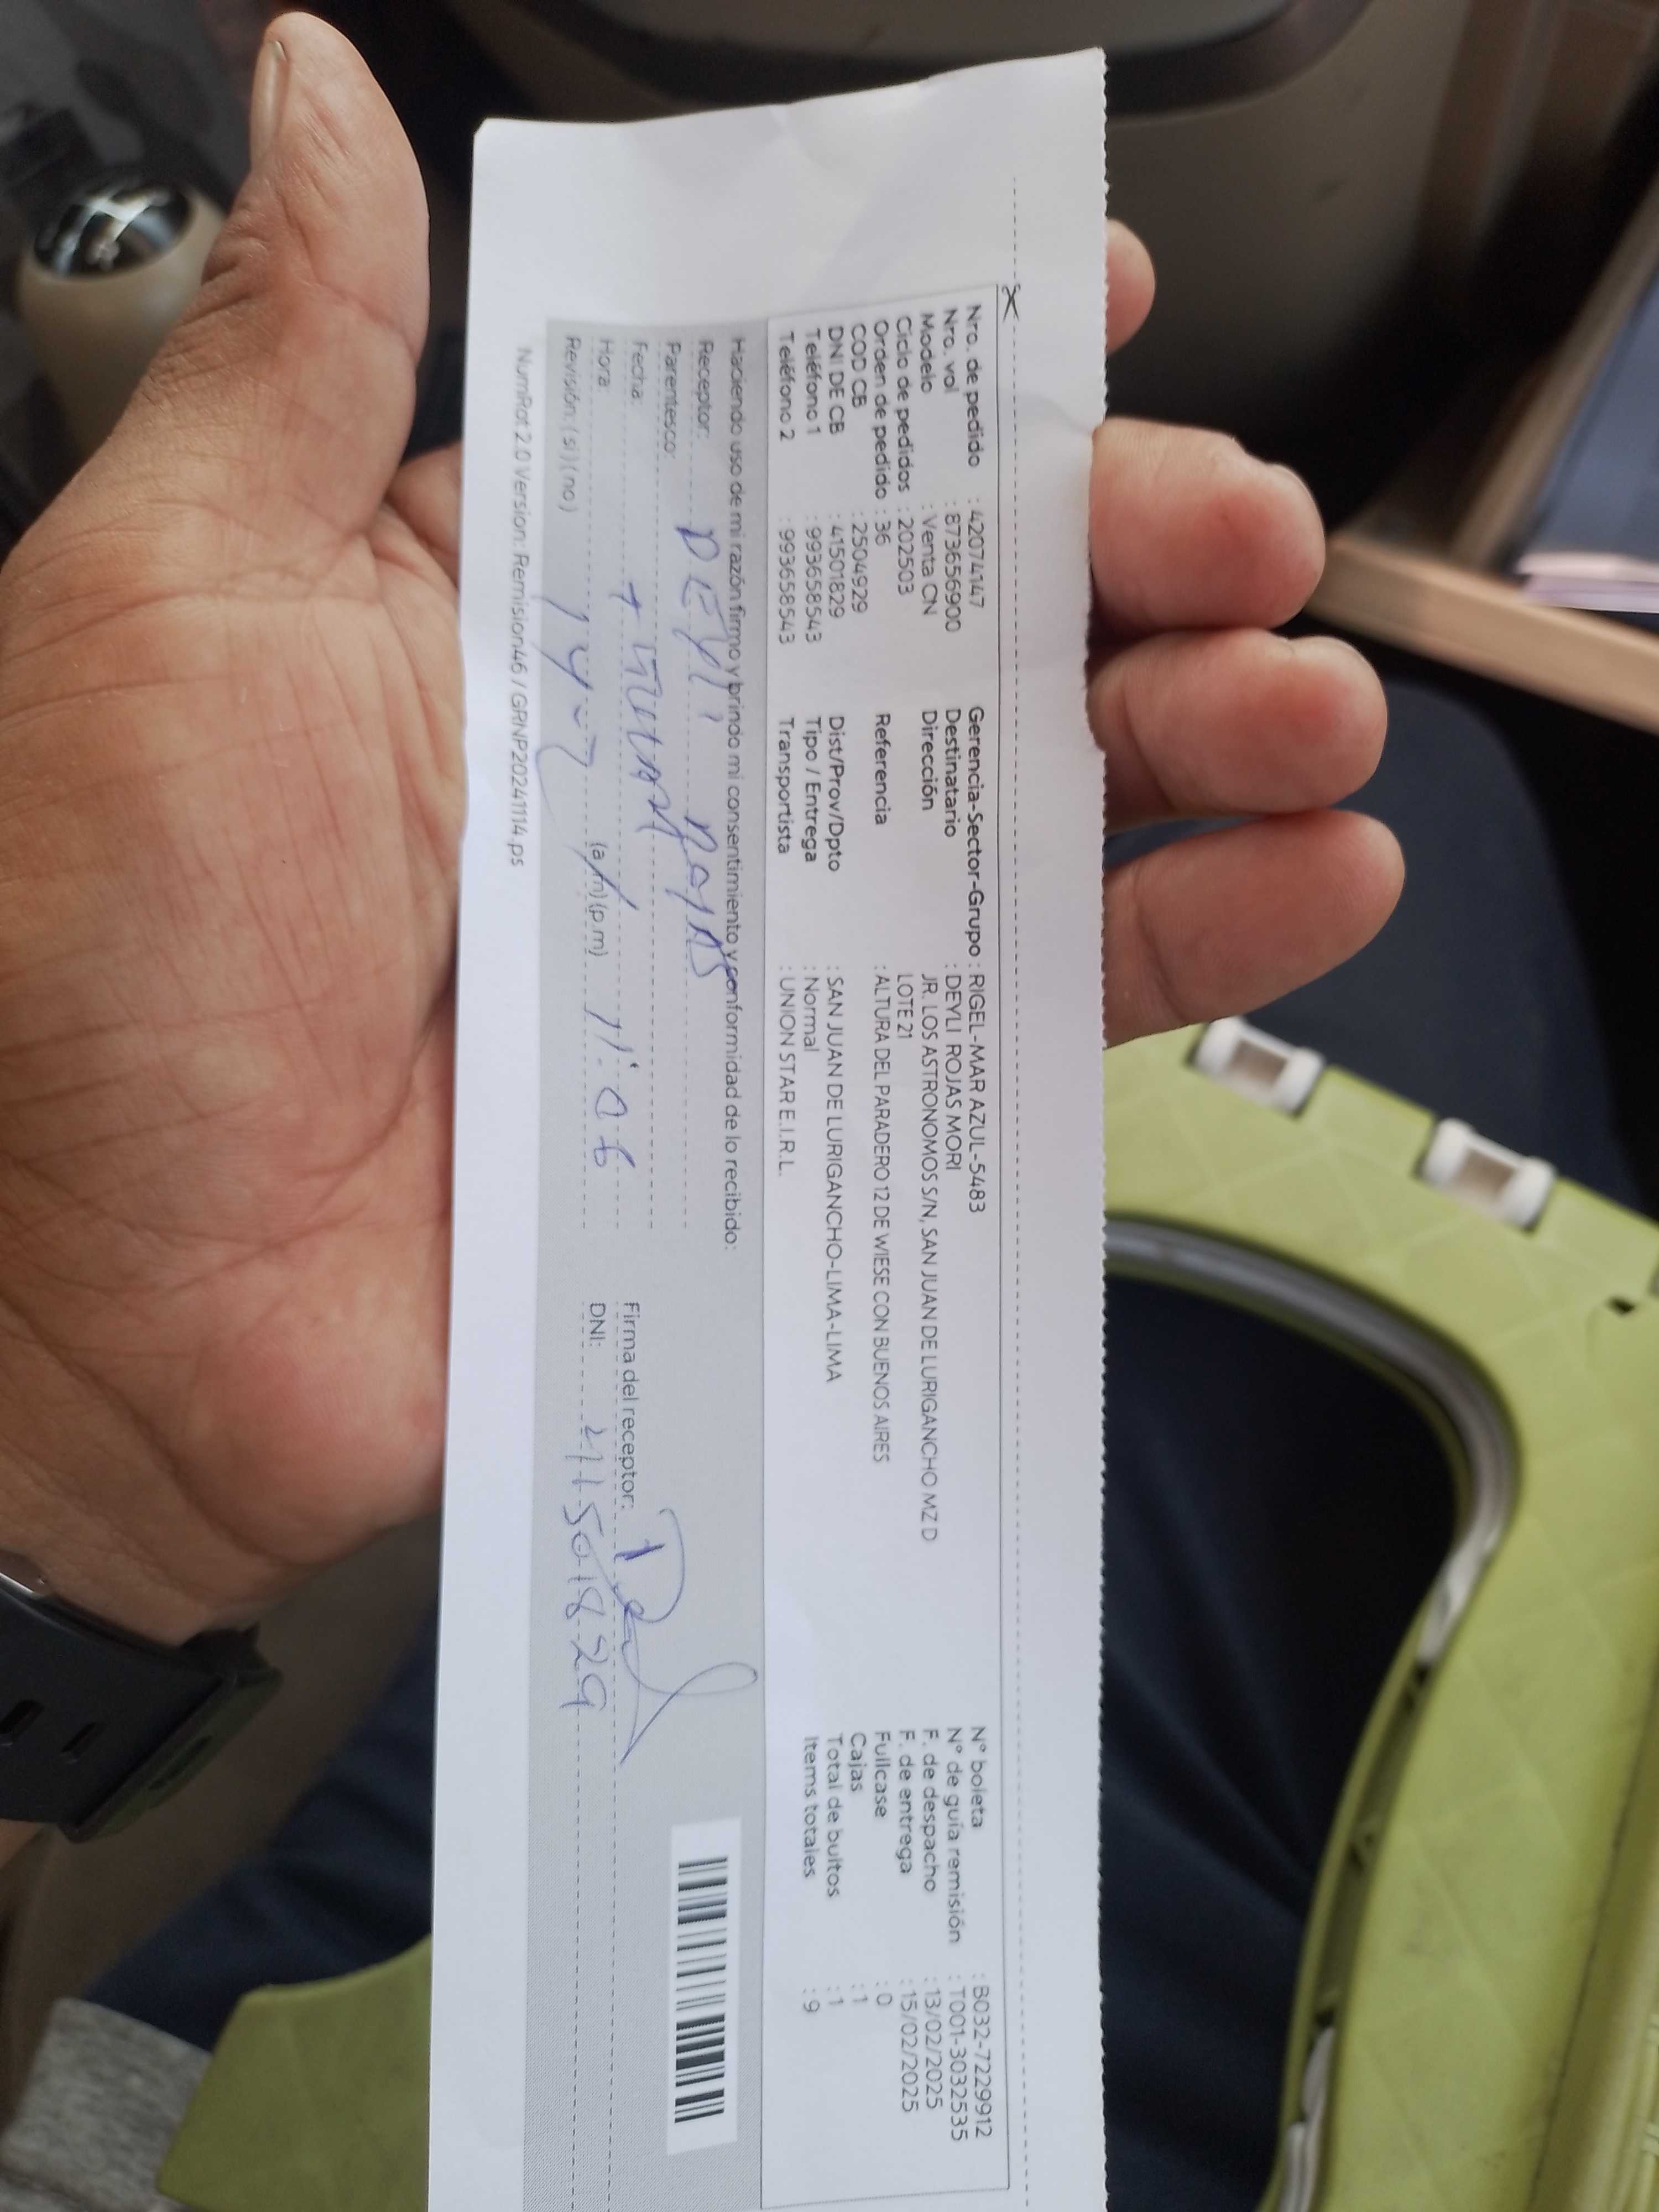 Nro. de pedido : 42074147 Gerencia-Sector-Grupo : RIGEL-MAR AZUL-5483 N° boleta : B032-7229912
Nro. vol : 873656900 Destinatario : DEYLI ROJAS MORI N° de guía remisión : T001-3032535
Modelo : Venta CN Dirección JR. LOS ASTRONOMOS S/N, SAN JUAN DE LURIGANCHO MZ D F. de despacho : 13/02/2025
Ciclo de pedidos : 202503 LOTE 21 F. de entrega : 15/02/2025
Orden de pedido : 36 Referencia : ALTURA DEL PARADERO 12 DE WIESE CON BUENOS AIRES Fullcase : 0
COD CB : 2504929 Cajas : 1
DNI DE CB : 41501829 Dist/Prov/Dpto : SAN JUAN DE LURIGANCHO-LIMA-LIMA Total de bultos : 1
Teléfono 1 : 993658543 Tipo / Entrega : Normal Items totales : 9
Teléfono 2 : 993658543 Transportista : UNION STAR E.I.R.L.
Haciendo uso de mi razón firmo y brindo mi consentimiento y conformidad de lo recibido:
Receptor: DEYLI ROJAS
Parentesco:
Fecha: Firma del receptor:
Hora: (a.m)(p.m) 11:06 DNI: 41501829
Revisión: (si)(no)
NumRot 2.0 Version: Remision46 / GRNP20241114.ps